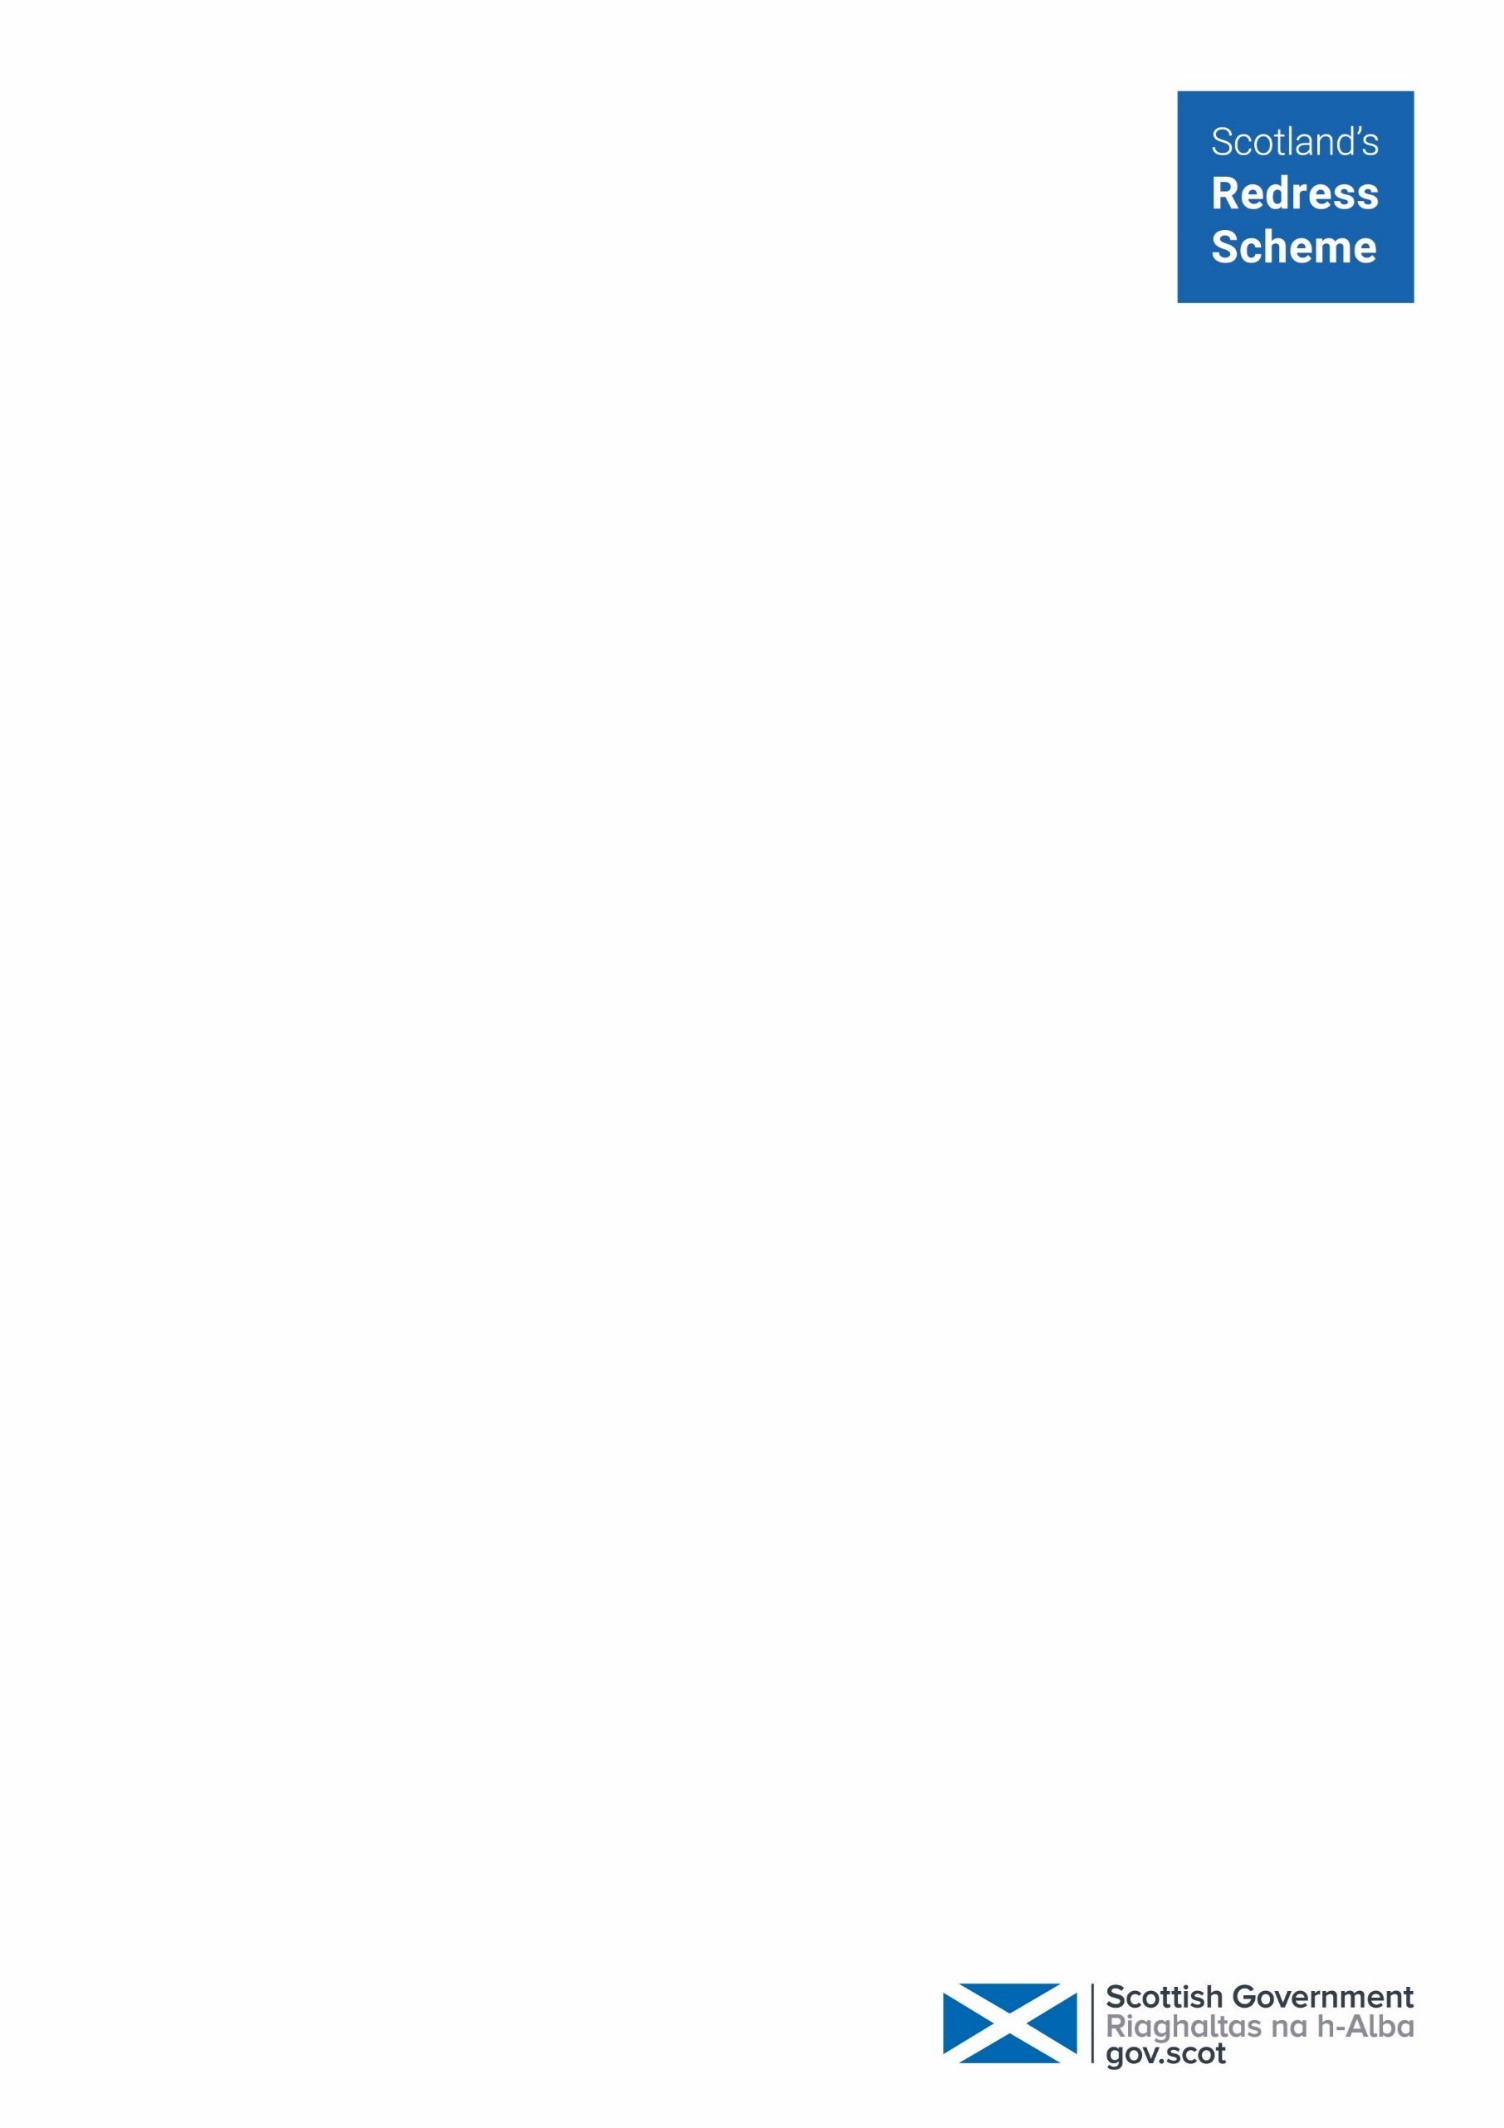 Scotland's
Redress
Scheme
Scottish Government
Riaghaltas na h-Alba
gov.scot